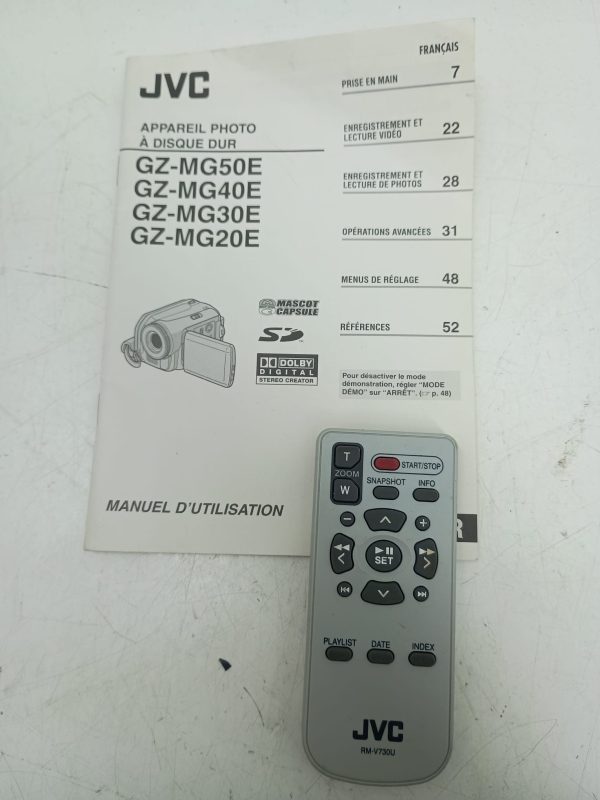 JVC
APPAREIL PHOTO
À DISQUE DUR
GZ-MG50E
GZ-MG40E
GZ-MG30E
GZ-MG20E
MASCOT
CAPSULE
SD
DOLBY
DIGITAL
STEREO CREATOR
MANUEL D'UTILISATION
FRANÇAIS
PRISE EN MAIN 7
ENREGISTREMENT ET
LECTURE VIDÉO 22
ENREGISTREMENT ET
LECTURE DE PHOTOS 28
OPÉRATIONS AVANCÉES 31
MENUS DE RÉGLAGE 48
RÉFÉRENCES 52
Pour désactiver le mode
démonstration, régler "MODE
DÉMO" sur "ARRÊT". (☞ p. 48)
R
T
ZOOM
W
START/STOP
SNAPSHOT INFO
SET
PLAYLIST DATE INDEX
JVC
RM-V730U